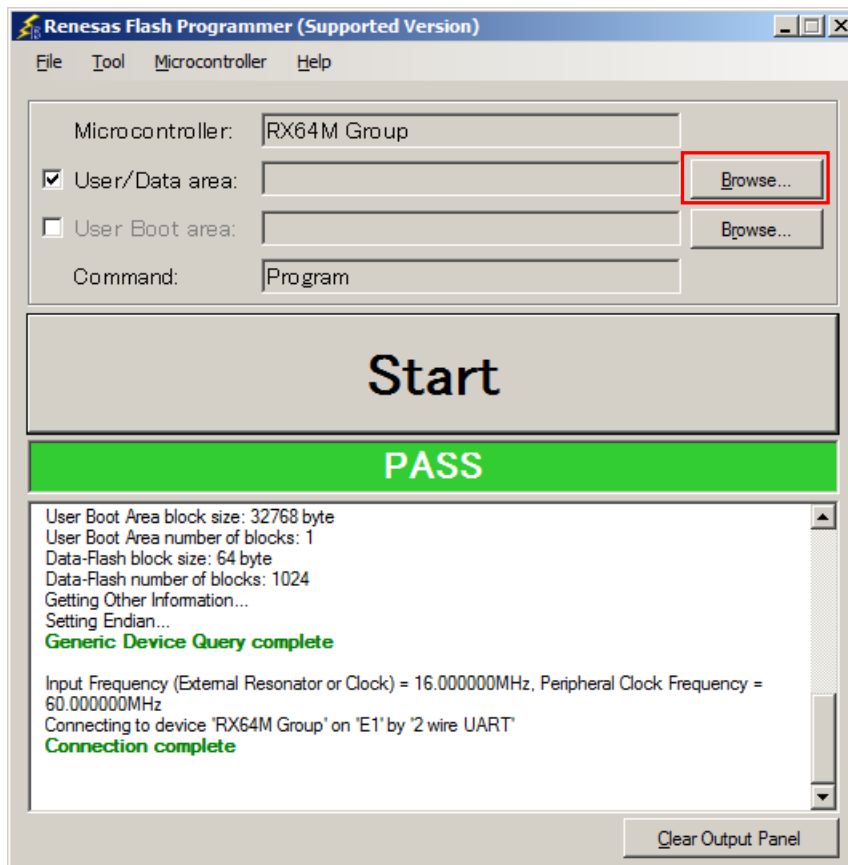 Renesas Flash Programmer (Supported Version)
File Tool Microcontroller Help
Microcontroller: RX64M Group
User/Data area: Browse...
User Boot area: Browse...
Command: Program
Start
PASS
User Boot Area block size: 32768 byte
User Boot Area number of blocks: 1
Data-Flash block size: 64 byte
Data-Flash number of blocks: 1024
Getting Other Information...
Setting Endian...
Generic Device Query complete
Input Frequency (External Resonator or Clock) = 16.000000MHz, Peripheral Clock Frequency =
60.000000MHz
Connecting to device 'RX64M Group' on 'E1' by '2 wire UART'
Connection complete
Clear Output Panel